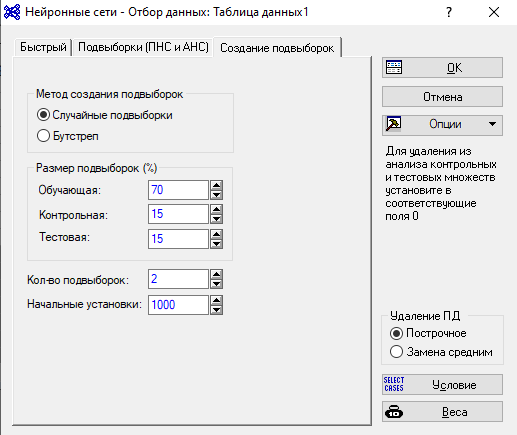 Нейронные сети - Отбор данных: Таблица данных1
Быстрый
Подвыборки (ПНС и АНС)
Создание подвыборок
Метод создания подвыборок
Случайные подвыборки
Бутстреп
Размер подвыборок (%)
Обучающая: 70
Контрольная: 15
Тестовая: 15
Кол-во подвыборок: 2
Начальные установки: 1000
OK
Отмена
Опции
Для удаления из
анализа контрольных
и тестовых множеств
установите в
соответствующие
поля 0
Удаление ПД
Построчное
Замена средним
SELECT
CASES
Условие
Веса